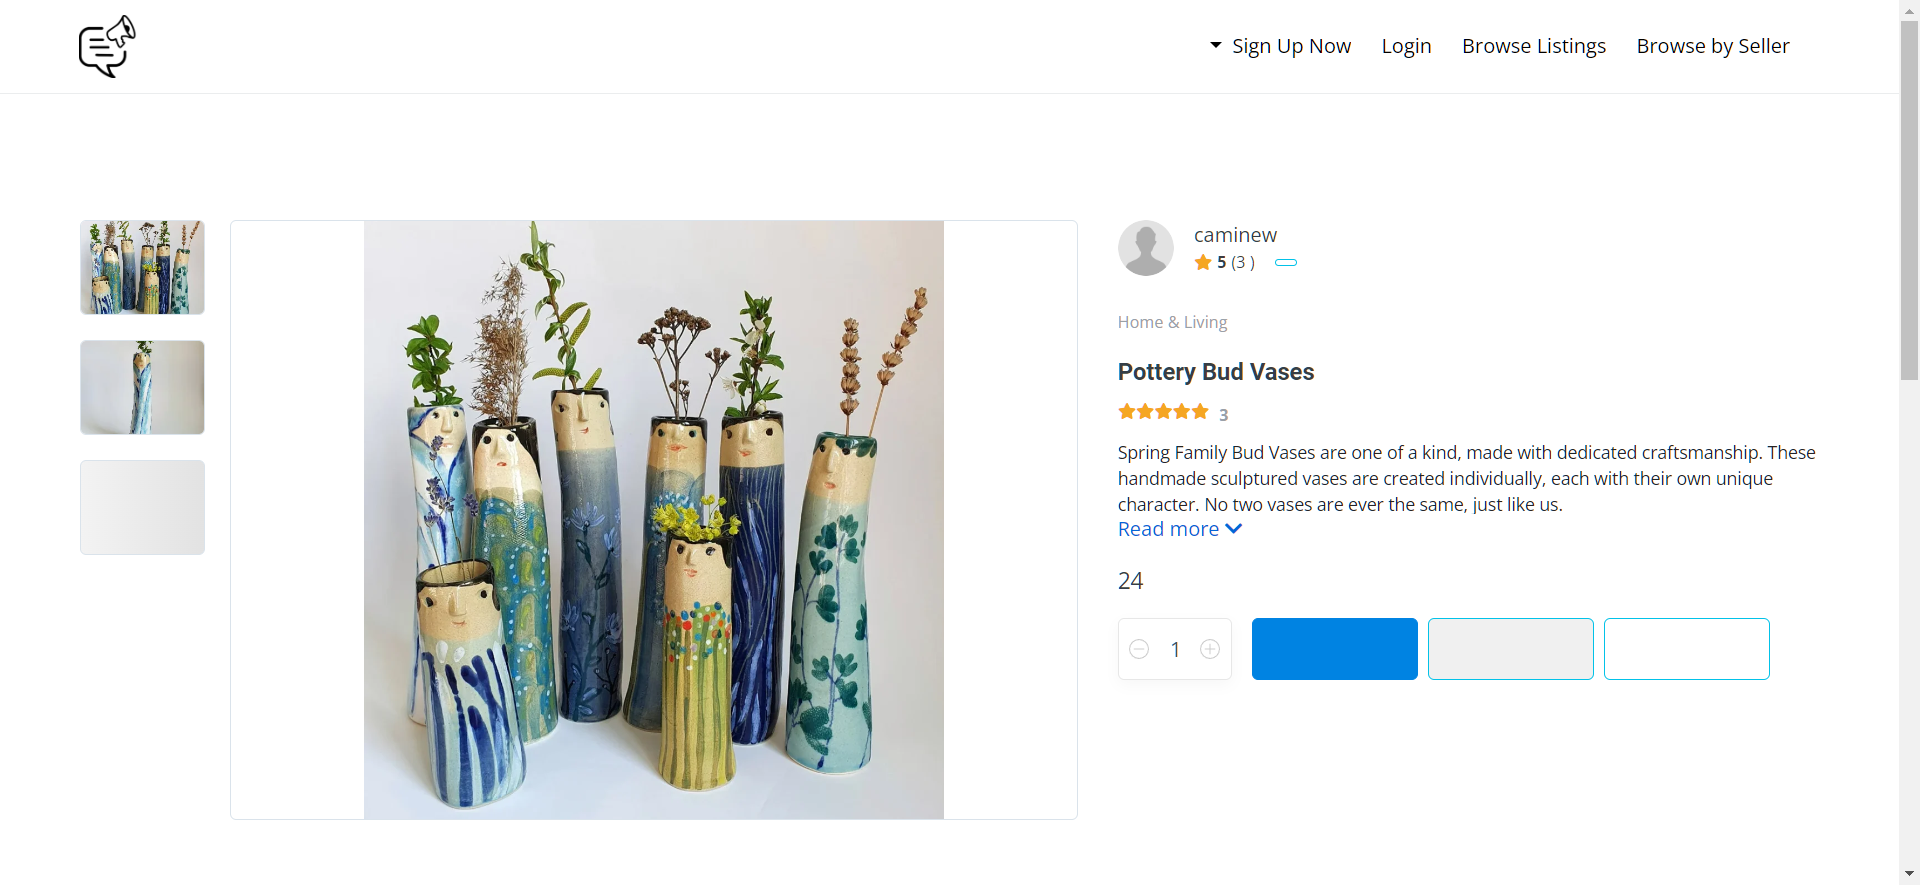 Sign Up Now
Login
Browse Listings
Browse by Seller
caminew
5 (3 )
Home & Living
Pottery Bud Vases
3
Spring Family Bud Vases are one of a kind, made with dedicated craftsmanship. These
handmade sculptured vases are created individually, each with their own unique
character. No two vases are ever the same, just like us.
Read more
24
1